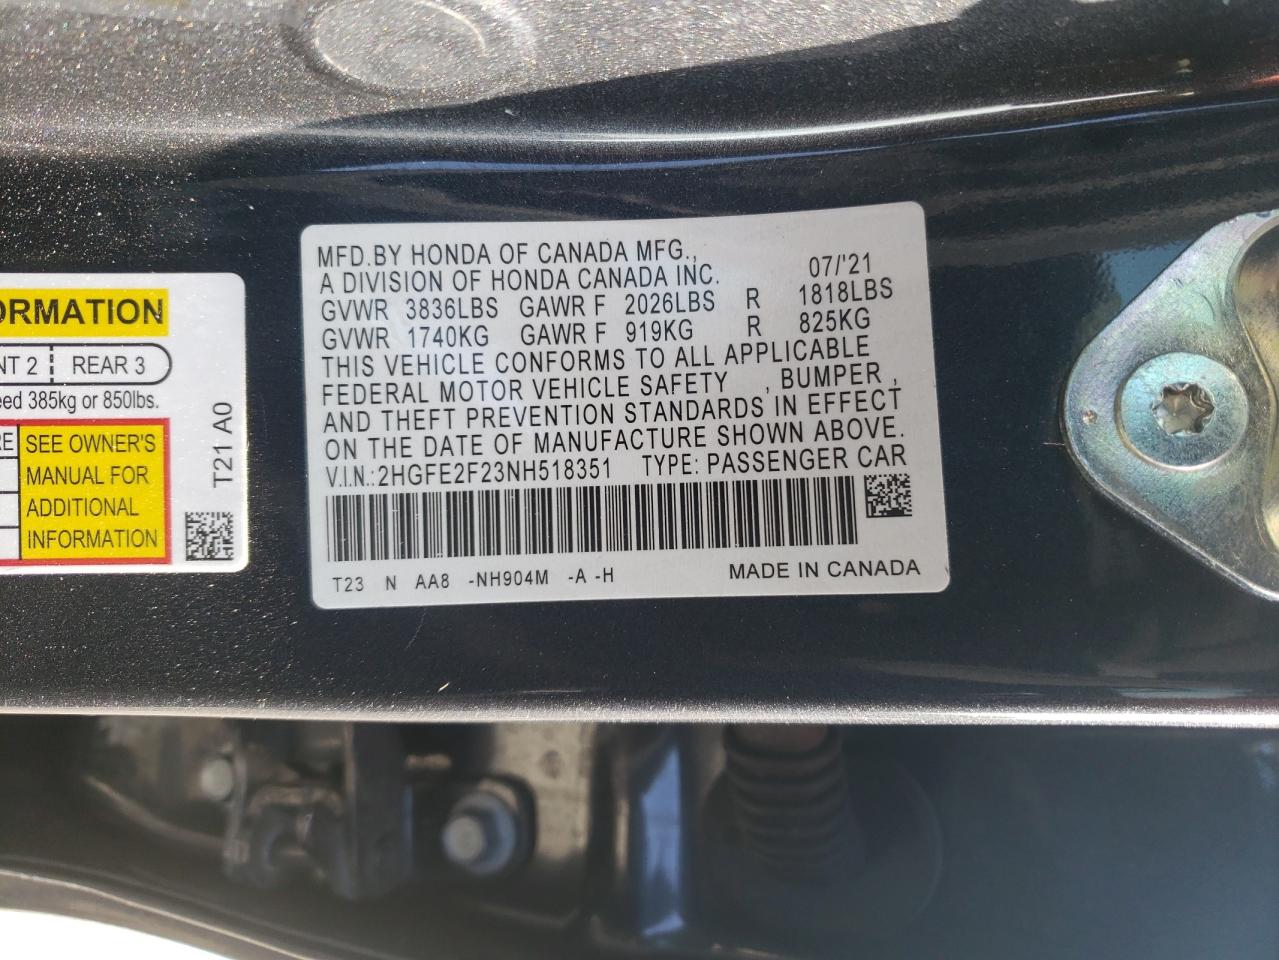 ORMATION
NT 2 REAR 3
eed 385kg or 850lbs.
RE
SEE OWNER'S
MANUAL FOR
ADDITIONAL
INFORMATION
T21 A0
MFD.BY HONDA OF CANADA MFG.,
A DIVISION OF HONDA CANADA INC. 07/'21
GVWR 3836LBS GAWR F 2026LBS R 1818LBS
GVWR 1740KG GAWR F 919KG R 825KG
THIS VEHICLE CONFORMS TO ALL APPLICABLE
FEDERAL MOTOR VEHICLE SAFETY , BUMPER ,
AND THEFT PREVENTION STANDARDS IN EFFECT
ON THE DATE OF MANUFACTURE SHOWN ABOVE.
V.I.N.: 2HGFE2F23NH518351 TYPE: PASSENGER CAR
T23 N AA8 -NH904M -A -H MADE IN CANADA